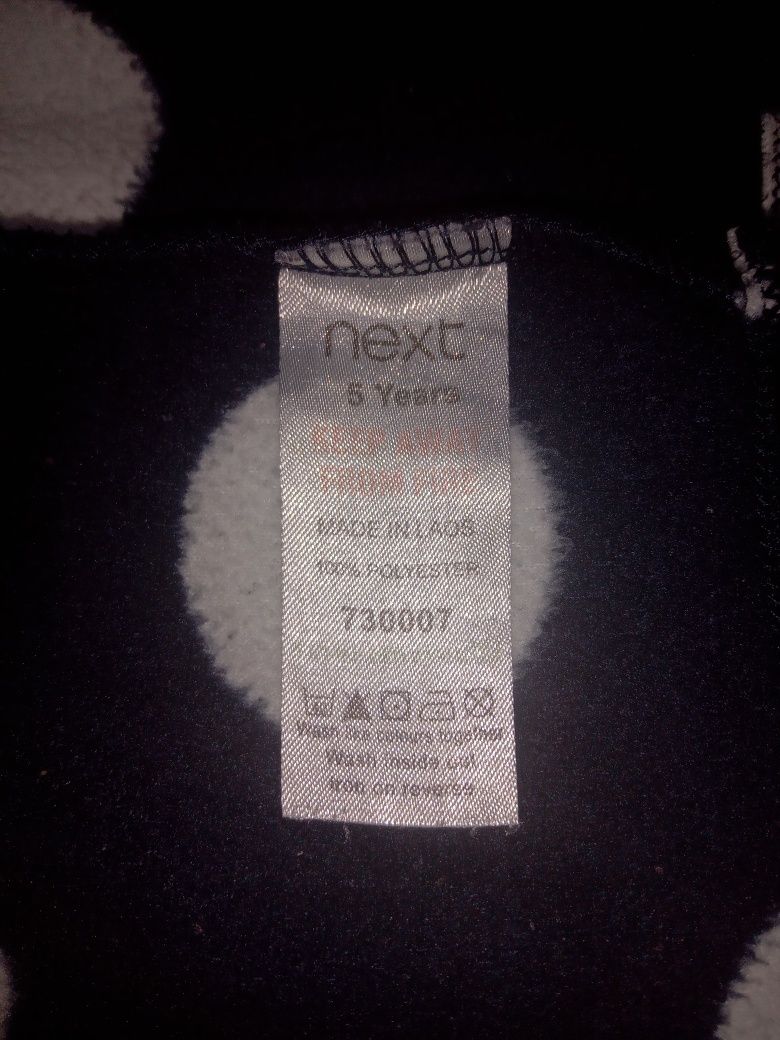 next
5 Years
KEEP AWAY
FROM FIRE
MADE IN LAOS
100% POLYESTER
730007
Wash like colours together
Wash inside out
Iron on reverse